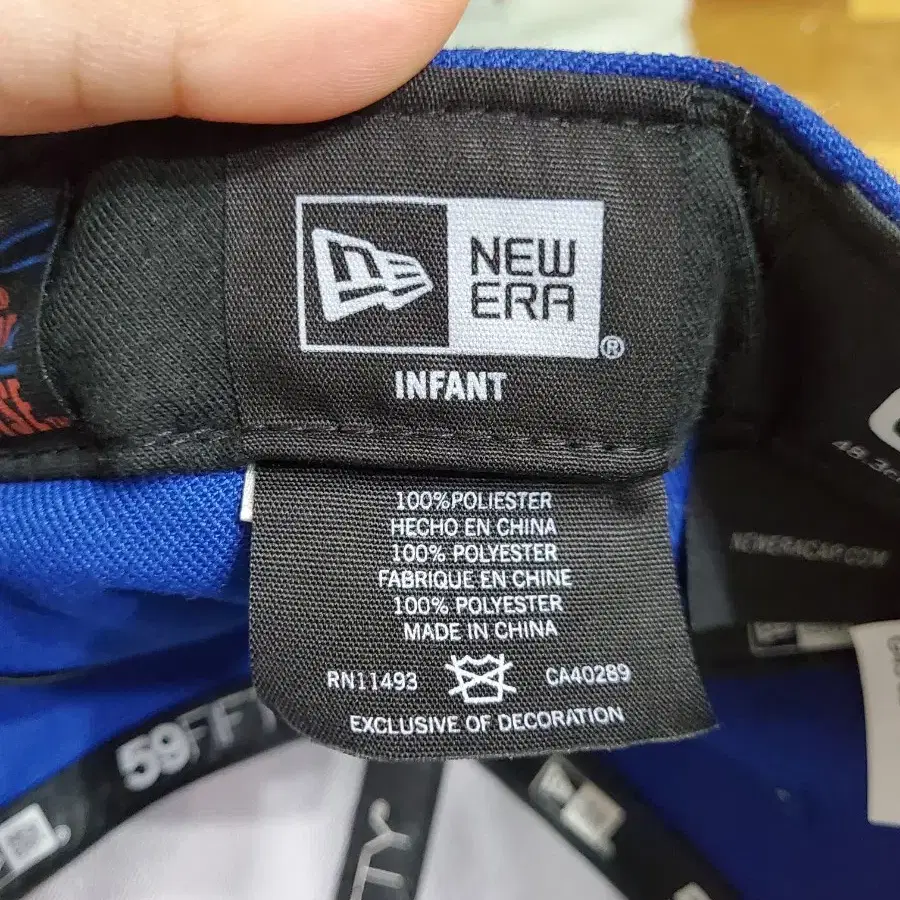 NEW
ERA
®
INFANT
100%POLIESTER
HECHO EN CHINA
100% POLYESTER
FABRIQUE EN CHINE
100% POLYESTER
MADE IN CHINA
RN11493 CA40289
EXCLUSIVE OF DECORATION
NEWERACAP.COM
59FIFTY